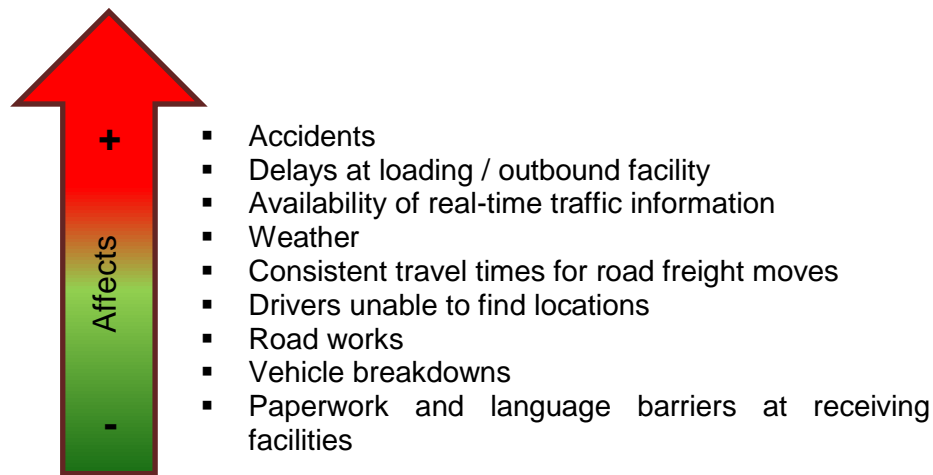 +
Affects
-
▪ Accidents
▪ Delays at loading / outbound facility
▪ Availability of real-time traffic information
▪ Weather
▪ Consistent travel times for road freight moves
▪ Drivers unable to find locations
▪ Road works
▪ Vehicle breakdowns
▪ Paperwork and language barriers at receiving
facilities